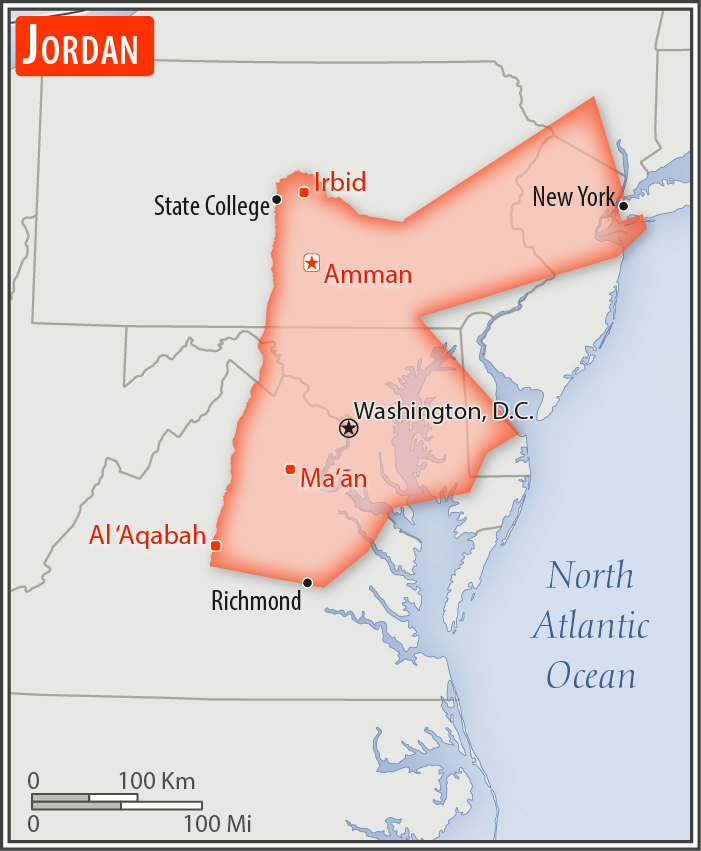 JORDAN
Irbid
State College
New York
Amman
Washington, D.C.
Ma‘ān
Al ‘Aqabah
Richmond
North
Atlantic
Ocean
0 100 Km
0 100 Mi